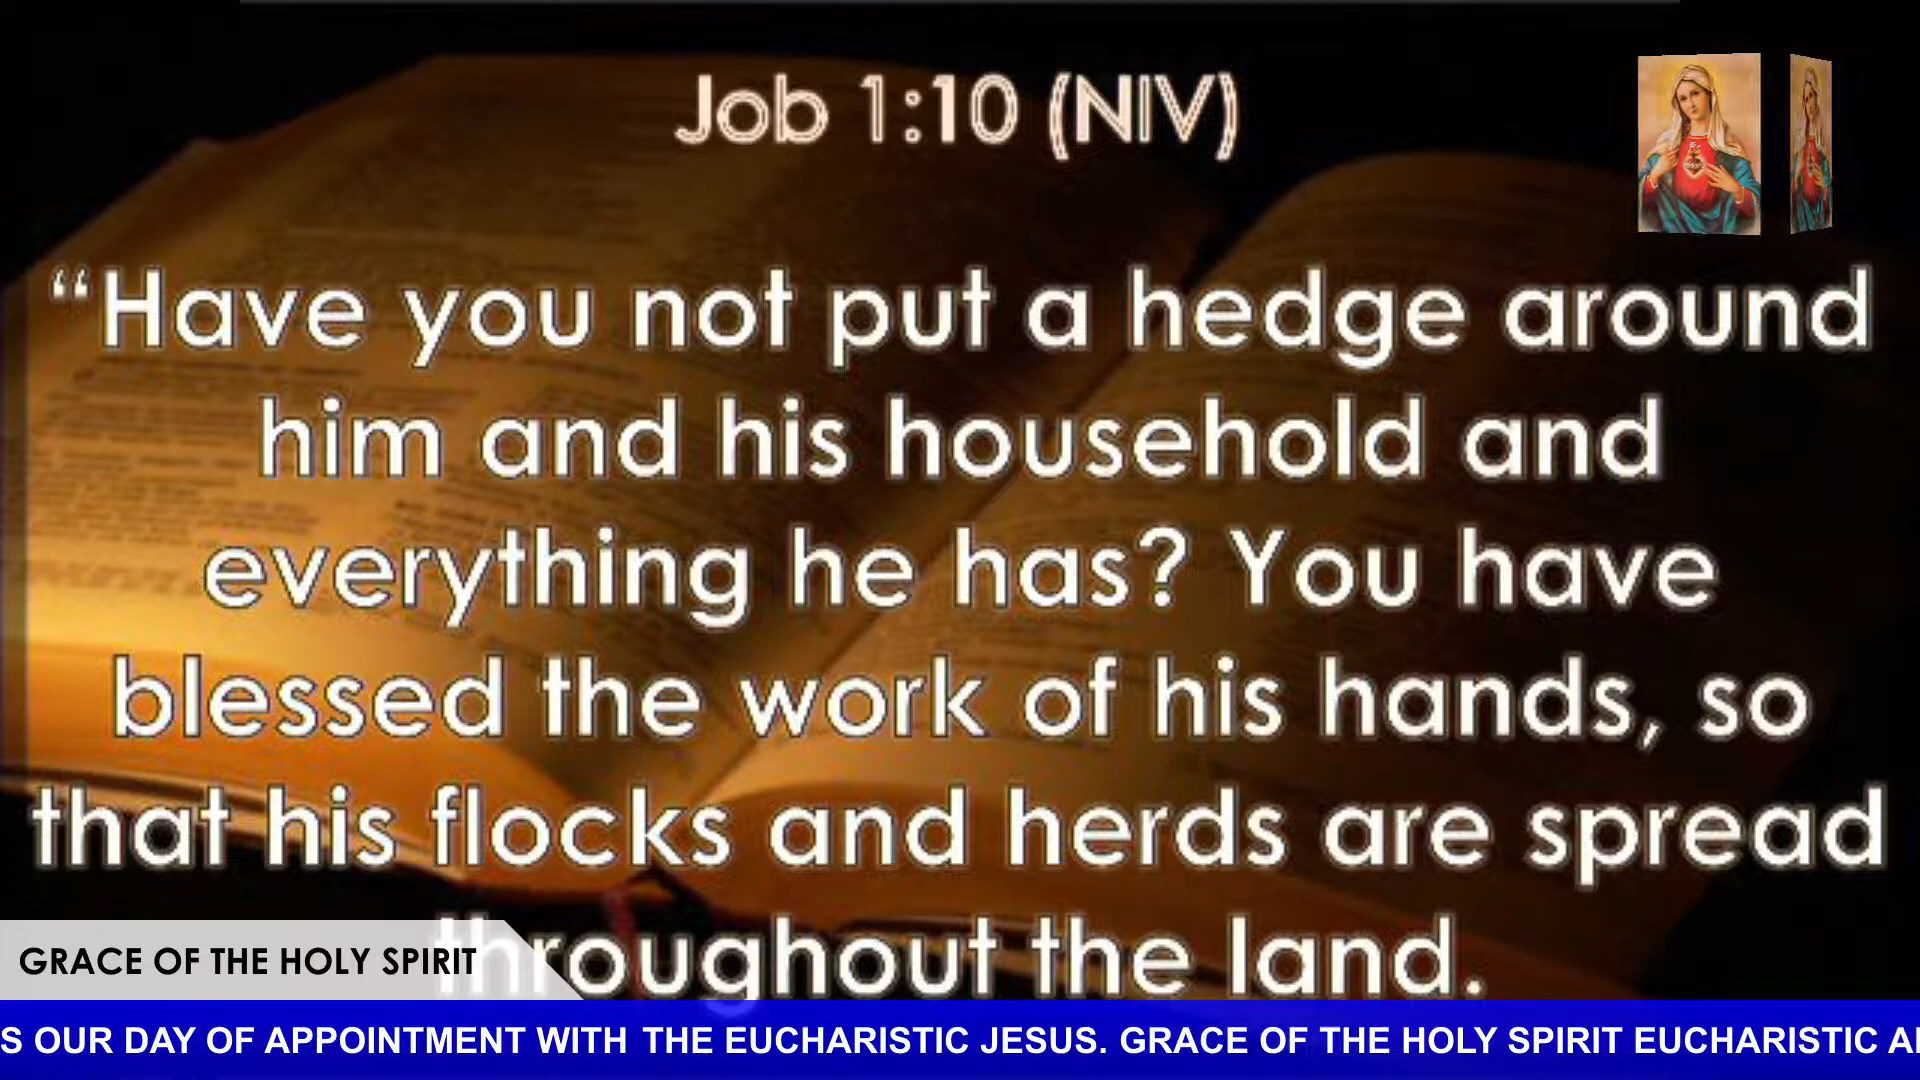 Job 1:10 (NIV)
“Have you not put a hedge around
him and his household and
everything he has? You have
blessed the work of his hands, so
that his flocks and herds are spread
throughout the land.
GRACE OF THE HOLY SPIRIT
S OUR DAY OF APPOINTMENT WITH THE EUCHARISTIC JESUS. GRACE OF THE HOLY SPIRIT EUCHARISTIC